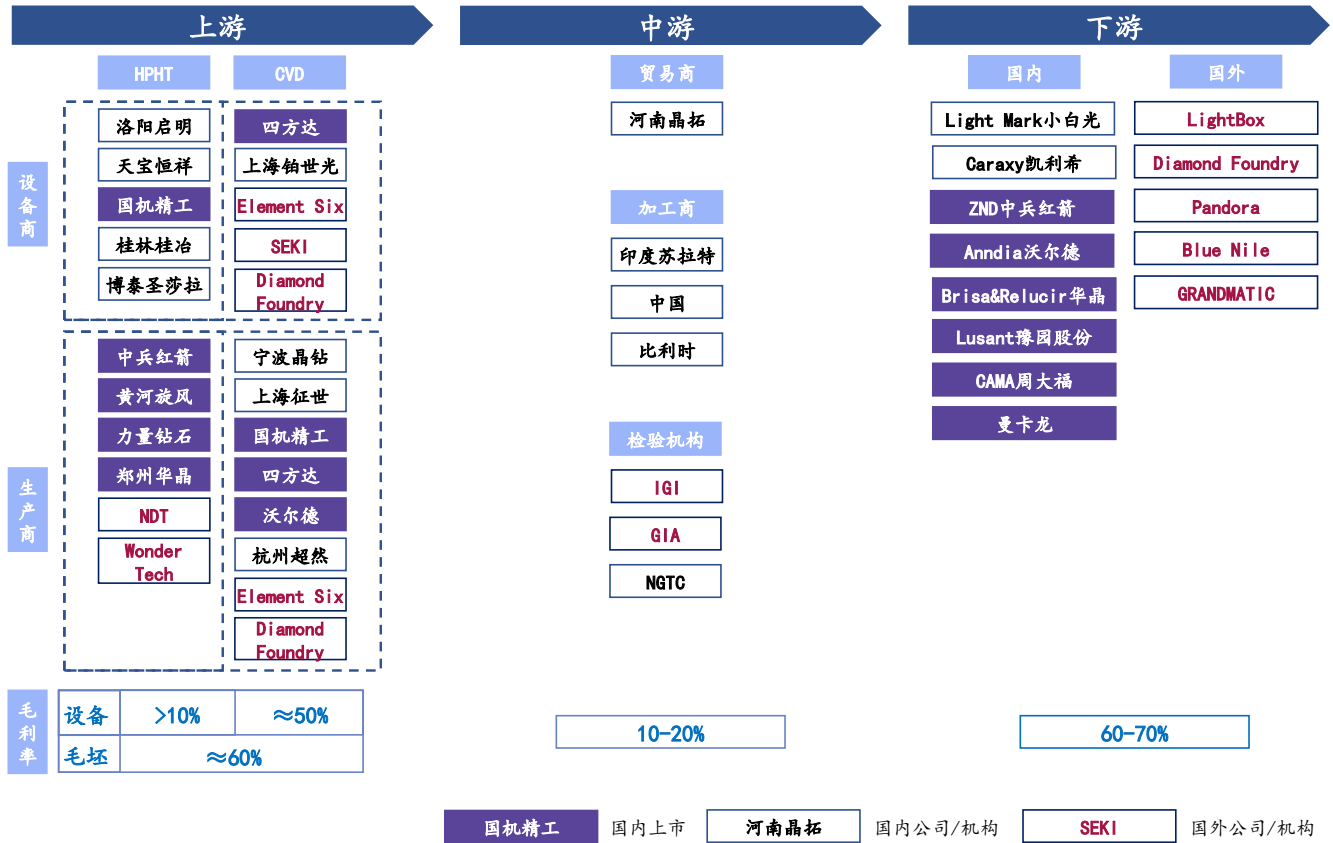 上游
中游
下游
HPHT
CVD
贸易商
国内
国外
设备商
洛阳启明
天宝恒祥
国机精工
桂林桂冶
博泰圣莎拉
四方达
上海铂世光
Element Six
SEKI
Diamond
Foundry
生产商
中兵红箭
黄河旋风
力量钻石
郑州华晶
NDT
Wonder
Tech
宁波晶钻
上海征世
国机精工
四方达
沃尔德
杭州超然
Element Six
Diamond
Foundry
河南晶拓
加工商
印度苏拉特
中国
比利时
检验机构
IGI
GIA
NGTC
Light Mark小白光
Caraxy凯利希
ZND中兵红箭
Anndia沃尔德
Brisa&Relucir华晶
Lusant豫园股份
CAMA周大福
曼卡龙
LightBox
Diamond Foundry
Pandora
Blue Nile
GRANDMATIC
毛利率
设备 >10% ≈50%
毛坯 ≈60%
10-20%
60-70%
国机精工 国内上市 河南晶拓 国内公司/机构 SEKI 国外公司/机构